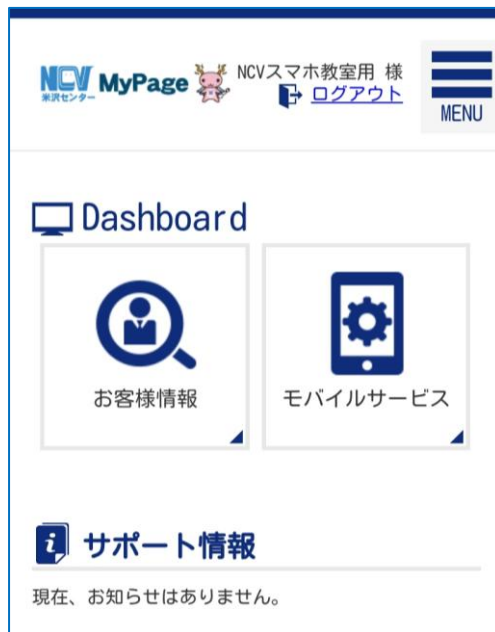 NCV MyPage NCVスマホ教室用 様
米沢センター
ログアウト
MENU
Dashboard
お客様情報
モバイルサービス
サポート情報
現在、お知らせはありません。